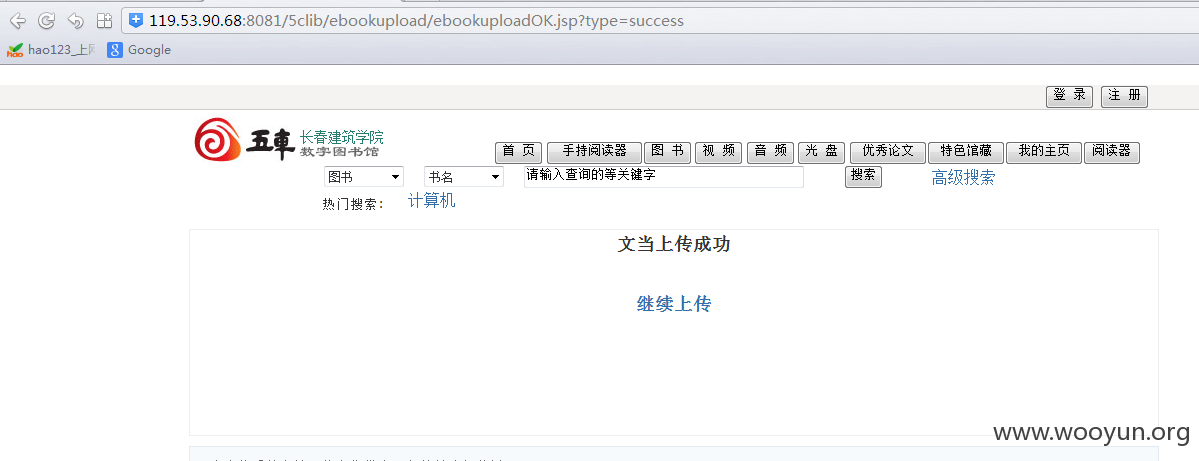 119.53.90.68:8081/5clib/ebookupload/ebookuploadOK.jsp?type=success
hao123_上网 Google
登 录 注 册
五車 长春建筑学院
数字图书馆
首 页 手持阅读器 图 书 视 频 音 频 光 盘 优秀论文 特色馆藏 我的主页 阅读器
图书 书名 请输入查询的等关键字 搜索 高级搜索
热门搜索： 计算机
文当上传成功
继续上传
www.wooyun.org